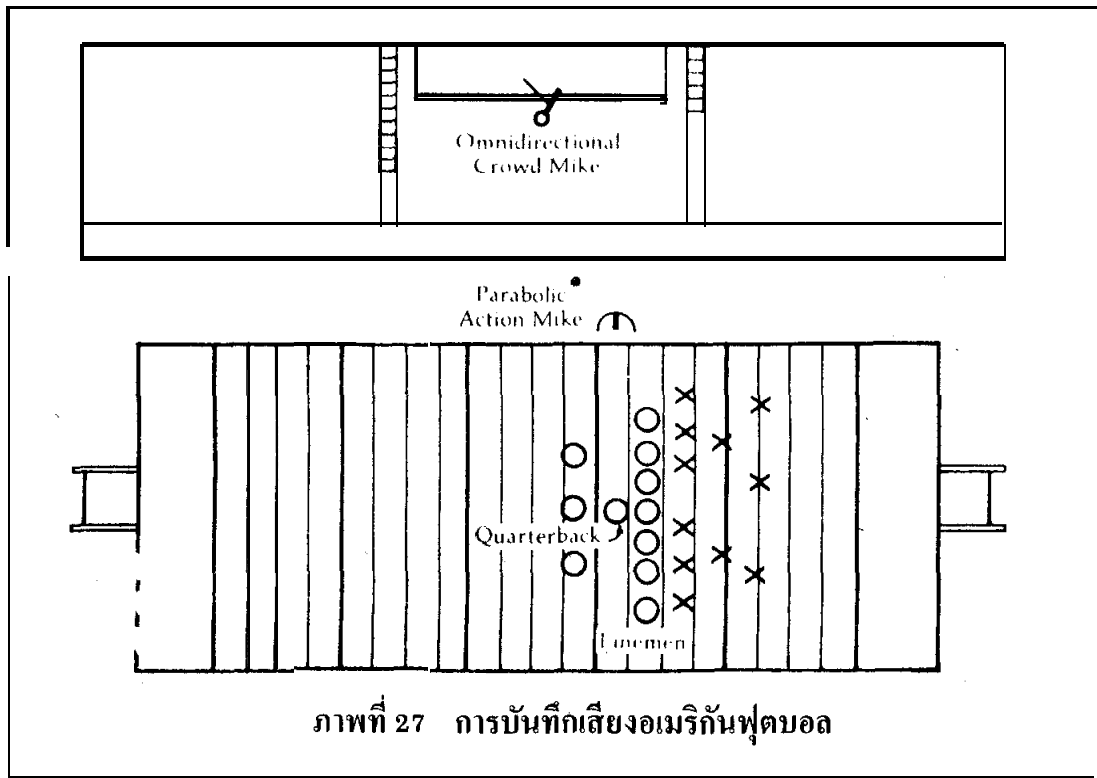 Omnidirectional
Crowd Mike
Parabolic
Action Mike
Quarterback
Linemen
ภาพที่ 27 การบันทึกเสียงอเมริกันฟุตบอล